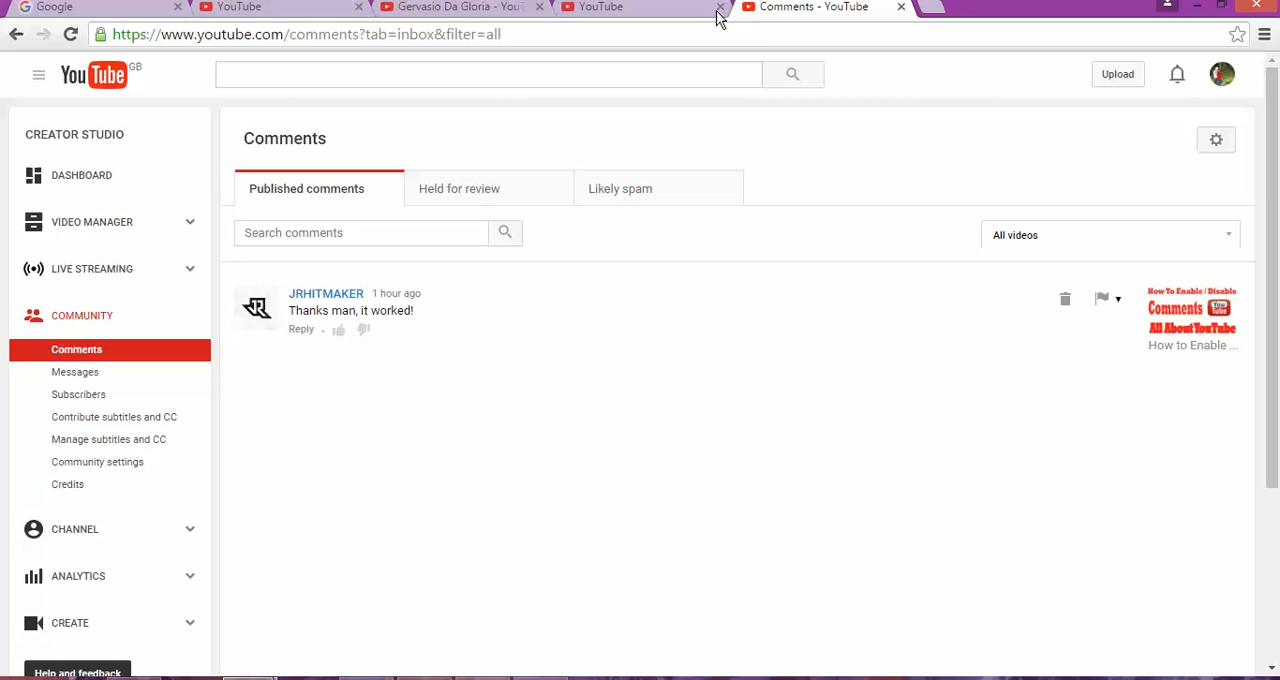 Google
YouTube
Gervasio Da Gloria - You
YouTube
Comments - YouTube
https://www.youtube.com/comments?tab=inbox&filter=all
YouTube GB
Upload
CREATOR STUDIO
DASHBOARD
VIDEO MANAGER
LIVE STREAMING
COMMUNITY
Comments
Messages
Subscribers
Contribute subtitles and CC
Manage subtitles and CC
Community settings
Credits
CHANNEL
ANALYTICS
CREATE
Help and feedback
Comments
Published comments
Held for review
Likely spam
Search comments
All videos
JRHITMAKER 1 hour ago
Thanks man, it worked!
Reply
How To Enable / Disable
Comments You Tube
All About YouTube
How to Enable ...